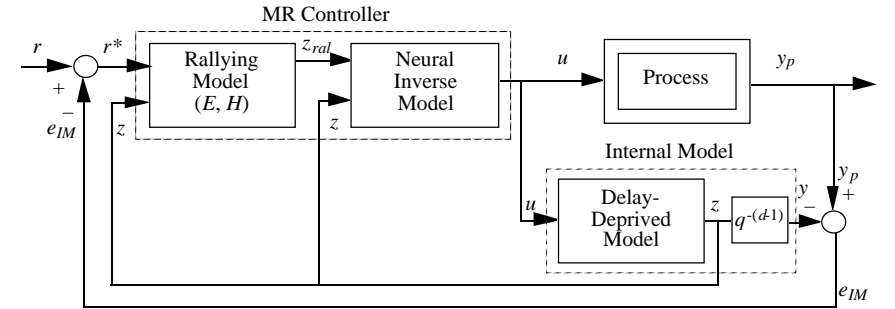 MR Controller
r
r*
z_ral
u
y_p
Rallying
Model
(E, H)
Neural
Inverse
Model
Process
+
−
e_IM
z
z
Internal Model
u
Delay-
Deprived
Model
z
q^-(d-1)
y
−
y_p
+
e_IM